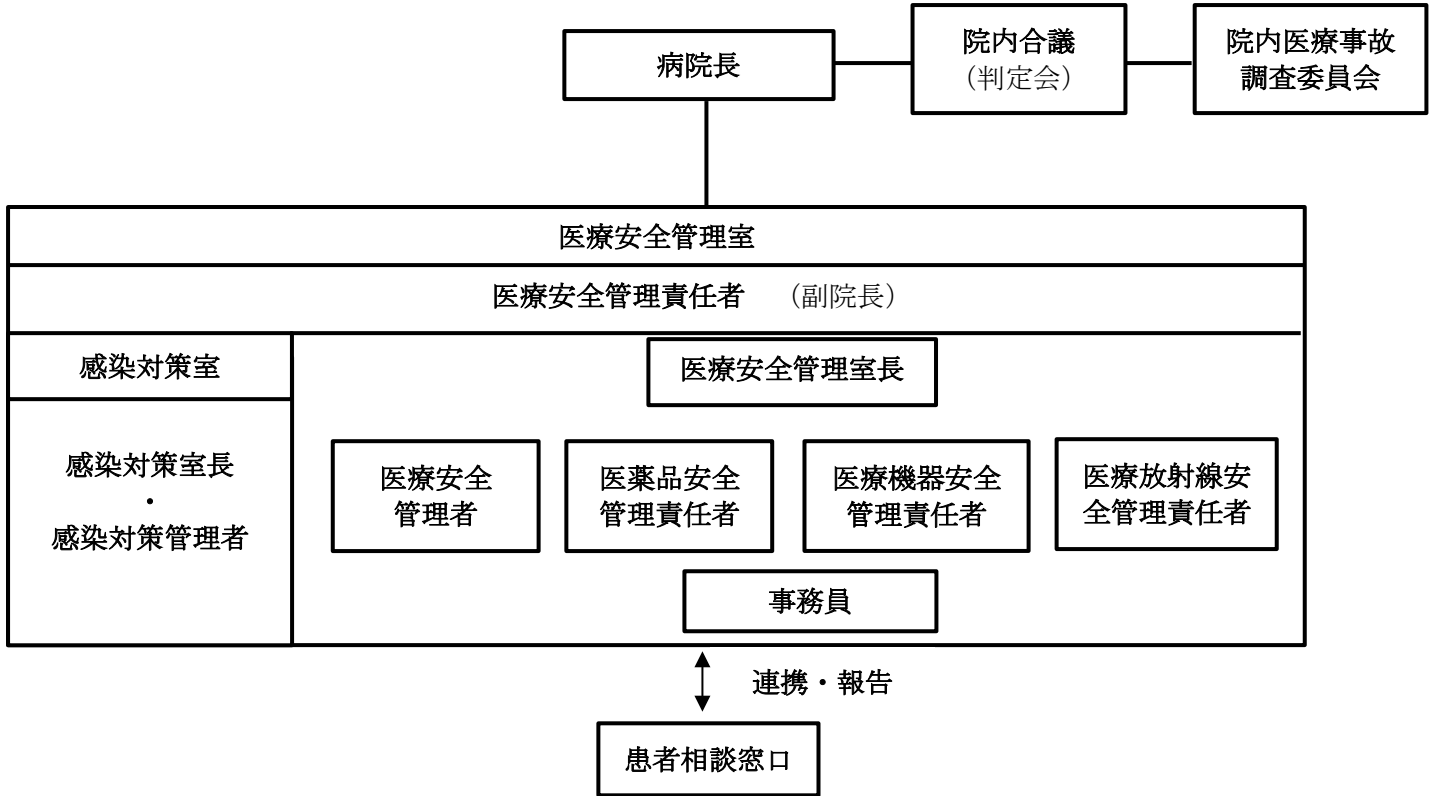 病院長
院内合議
（判定会）
院内医療事故
調査委員会
医療安全管理室
医療安全管理責任者　（副院長）
感染対策室
感染対策室長
・
感染対策管理者
医療安全管理室長
医療安全
管理者
医薬品安全
管理責任者
医療機器安全
管理責任者
医療放射線安
全管理責任者
事務員
連携・報告
患者相談窓口